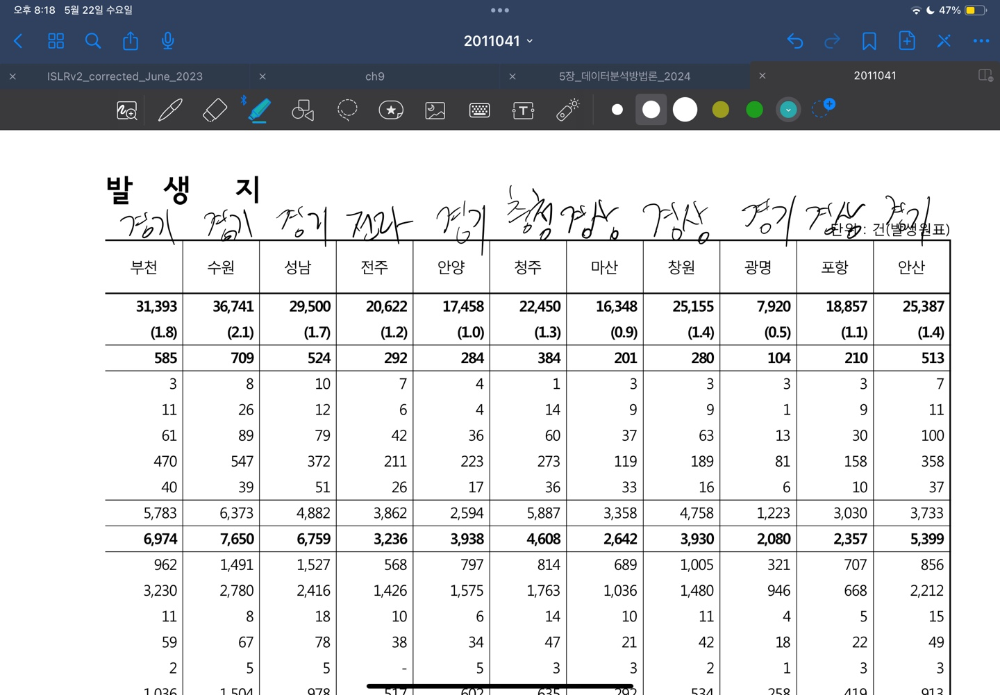 오후 8:18 5월 22일 수요일
47%
2011041
ISLRv2_corrected_June_2023 ch9 5장_데이터분석방법론_2024 2011041
발 생 지
경기 경기 경기 전라 경기 충청 경상 경상 경기 경상 경기
단위 : 건(발생원표)
부천 수원 성남 전주 안양 청주 마산 창원 광명 포항 안산
31,393 36,741 29,500 20,622 17,458 22,450 16,348 25,155 7,920 18,857 25,387
(1.8) (2.1) (1.7) (1.2) (1.0) (1.3) (0.9) (1.4) (0.5) (1.1) (1.4)
585 709 524 292 284 384 201 280 104 210 513
3 8 10 7 4 1 3 3 3 3 7
11 26 12 6 4 14 9 9 1 9 11
61 89 79 42 36 60 37 63 13 30 100
470 547 372 211 223 273 119 189 81 158 358
40 39 51 26 17 36 33 16 6 10 37
5,783 6,373 4,882 3,862 2,594 5,887 3,358 4,758 1,223 3,030 3,733
6,974 7,650 6,759 3,236 3,938 4,608 2,642 3,930 2,080 2,357 5,399
962 1,491 1,527 568 797 814 689 1,005 321 707 856
3,230 2,780 2,416 1,426 1,575 1,763 1,036 1,480 946 668 2,212
11 8 18 10 6 14 10 11 4 5 15
59 67 78 38 34 47 21 42 18 22 49
2 5 5 - 5 3 3 2 1 3 3
1,036 1,504 978 517 602 635 292 534 258 419 913